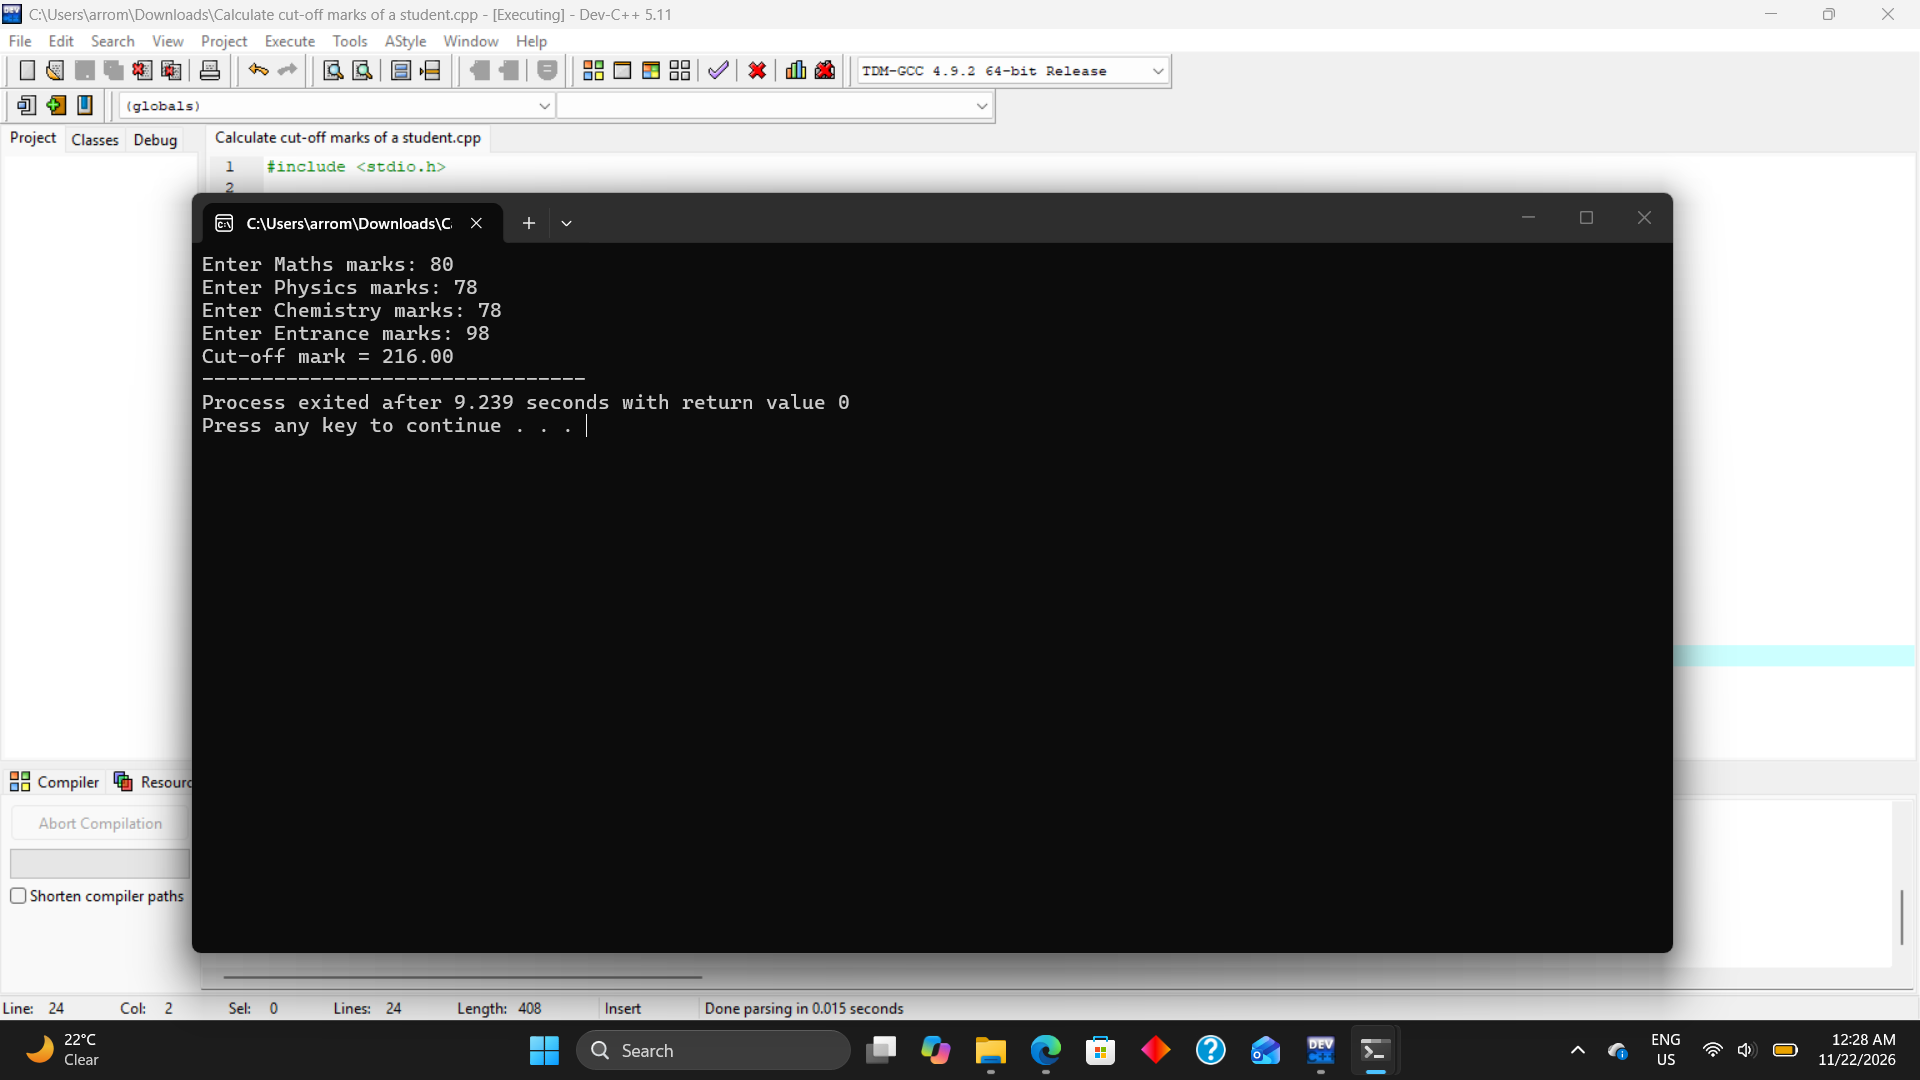 C:\Users\arrom\Downloads\Calculate cut-off marks of a student.cpp - [Executing] - Dev-C++ 5.11
File Edit Search View Project Execute Tools AStyle Window Help
TDM-GCC 4.9.2 64-bit Release
(globals)
Project Classes Debug
Calculate cut-off marks of a student.cpp
1 #include <stdio.h>
2
C:\Users\arrom\Downloads\Ca
Enter Maths marks: 80
Enter Physics marks: 78
Enter Chemistry marks: 78
Enter Entrance marks: 98
Cut-off mark = 216.00
--------------------------------
Process exited after 9.239 seconds with return value 0
Press any key to continue . . .
Compiler Resourc
Abort Compilation
Shorten compiler paths
Line: 24 Col: 2 Sel: 0 Lines: 24 Length: 408 Insert Done parsing in 0.015 seconds
22°C
Clear
Search
DEV
ENG
US
12:28 AM
11/22/2026